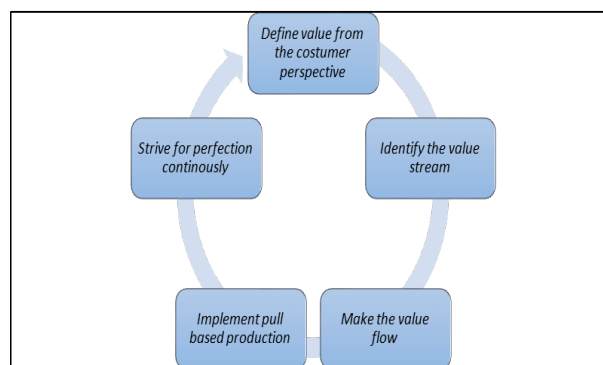 Define value from
the costumer
perspective
Identify the value
stream
Make the value
flow
Implement pull
based production
Strive for perfection
continously